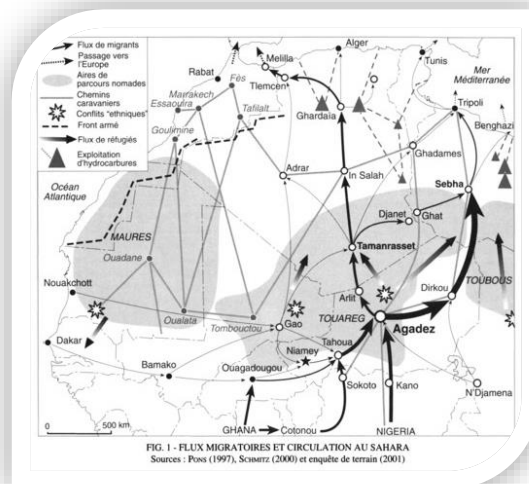 Flux de migrants
Passage vers
l'Europe
Aires de
parcours nomades
Chemins
caravaniers
Conflits "ethniques"
Front armé
Flux de réfugiés
Exploitation
d'hydrocarbures
Alger
Tunis
Melilla
Tlemcen
Rabat
Fès
Mer
Méditerranée
Marrakech
Essaouira
Tafilalt
Goulimine
Ghardaïa
Tripoli
Benghazi
Ghadames
Adrar
In Salah
Océan
Atlantique
Sebha
Djanet
Ghat
MAURES
Ouadane
Tamanrasset
TOUBOUS
Nouakchott
Arlit
Dirkou
Oualata
Tombouctou
Gao
TOUAREG
Agadez
Dakar
Tahoua
Niamey
Bamako
Ouagadougou
Sokoto
Kano
N'Djamena
GHANA
Cotonou
NIGERIA
0
500 km
FIG. 1 - FLUX MIGRATOIRES ET CIRCULATION AU SAHARA
Sources : PONS (1997), SCHMITZ (2000) et enquête de terrain (2001)